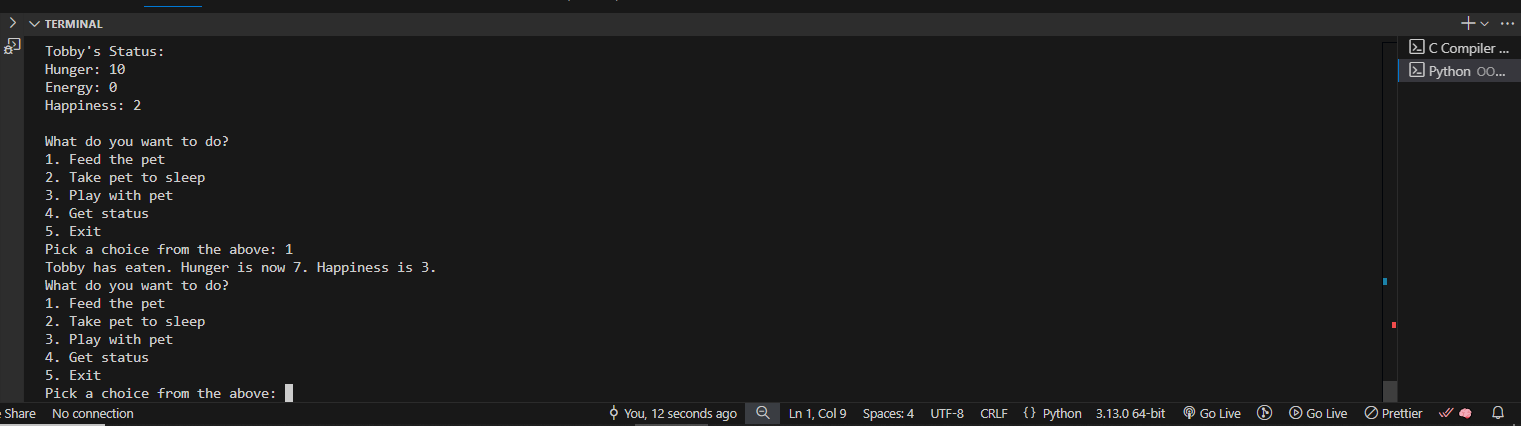 TERMINAL
Tobby's Status:
Hunger: 10
Energy: 0
Happiness: 2
What do you want to do?
1. Feed the pet
2. Take pet to sleep
3. Play with pet
4. Get status
5. Exit
Pick a choice from the above: 1
Tobby has eaten. Hunger is now 7. Happiness is 3.
What do you want to do?
1. Feed the pet
2. Take pet to sleep
3. Play with pet
4. Get status
5. Exit
Pick a choice from the above:
C Compiler ...
Python OO...
Share No connection You, 12 seconds ago Ln 1, Col 9 Spaces: 4 UTF-8 CRLF {} Python 3.13.0 64-bit Go Live Go Live Prettier